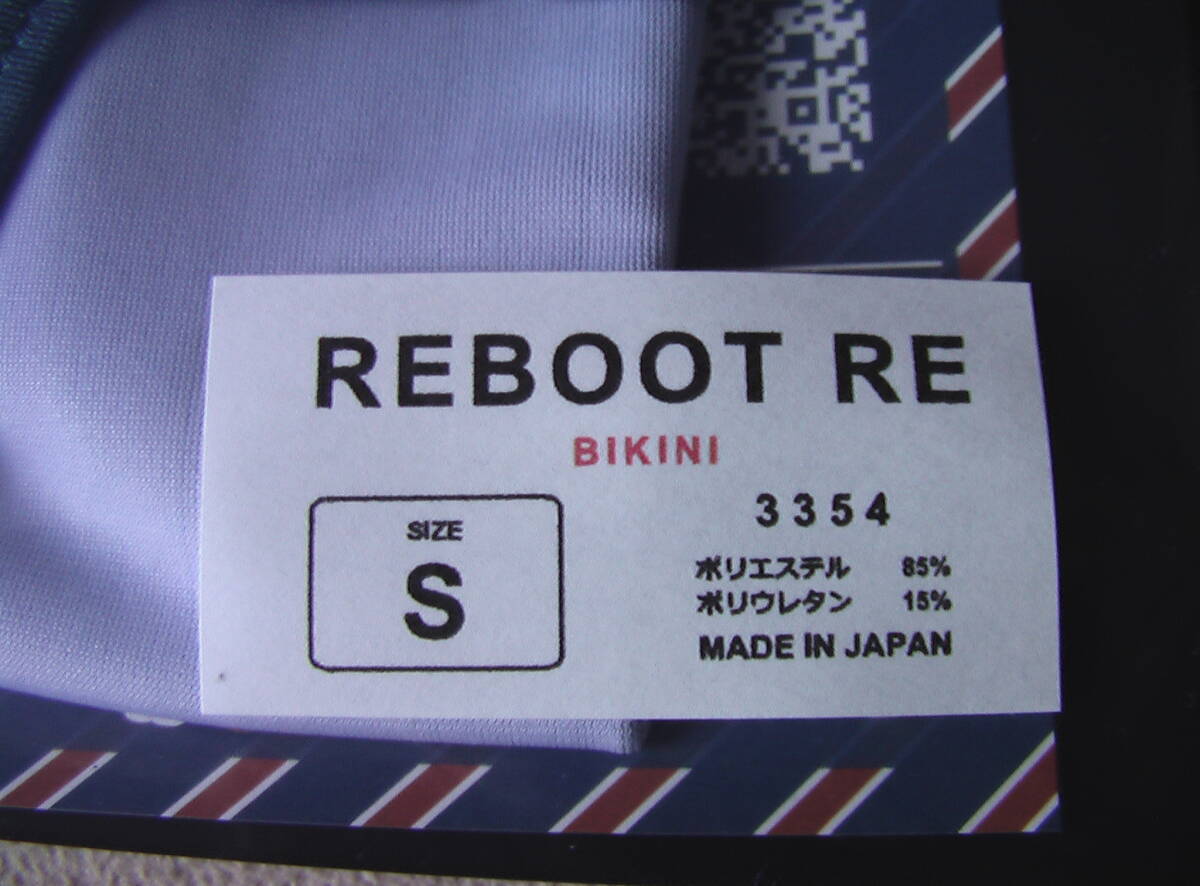 REBOOT RE
BIKINI
SIZE
S
3354
ポリエステル 85%
ポリウレタン 15%
MADE IN JAPAN